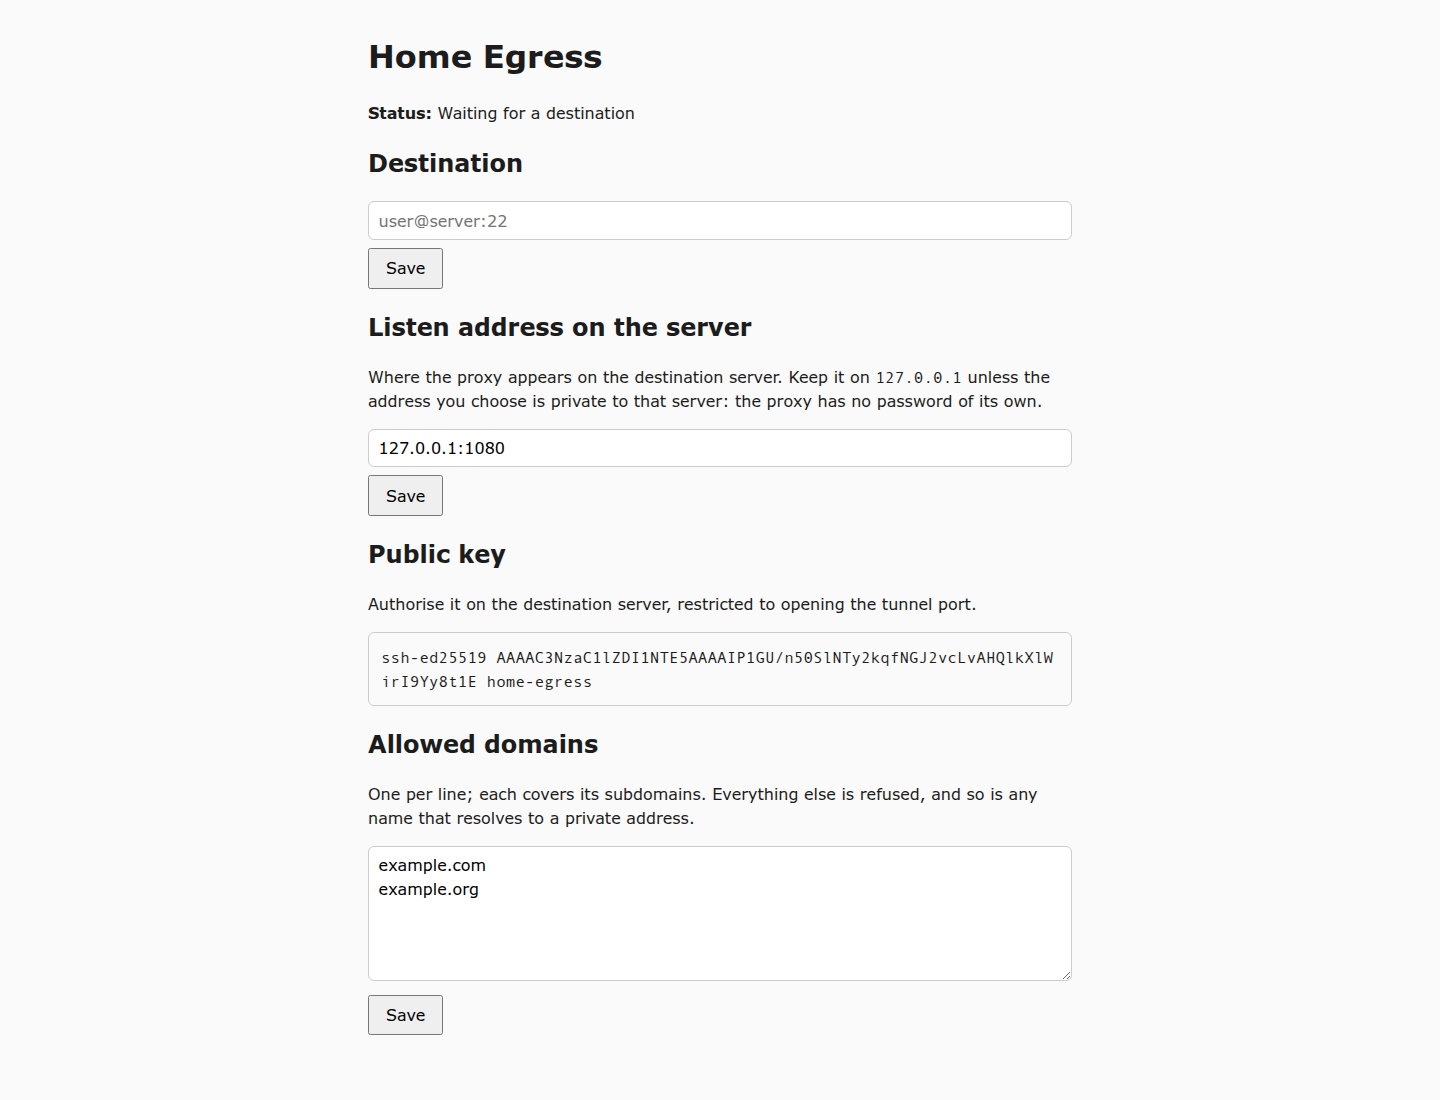 Home Egress
Status: Waiting for a destination
Destination
user@server:22
Save
Listen address on the server
Where the proxy appears on the destination server. Keep it on 127.0.0.1 unless the
address you choose is private to that server: the proxy has no password of its own.
127.0.0.1:1080
Save
Public key
Authorise it on the destination server, restricted to opening the tunnel port.
ssh-ed25519 AAAAC3NzaC1lZDI1NTE5AAAAIP1GU/n50SlNTy2kqfNGJ2vcLvAHQlkXlW
irI9Yy8t1E home-egress
Allowed domains
One per line; each covers its subdomains. Everything else is refused, and so is any
name that resolves to a private address.
example.com
example.org
Save